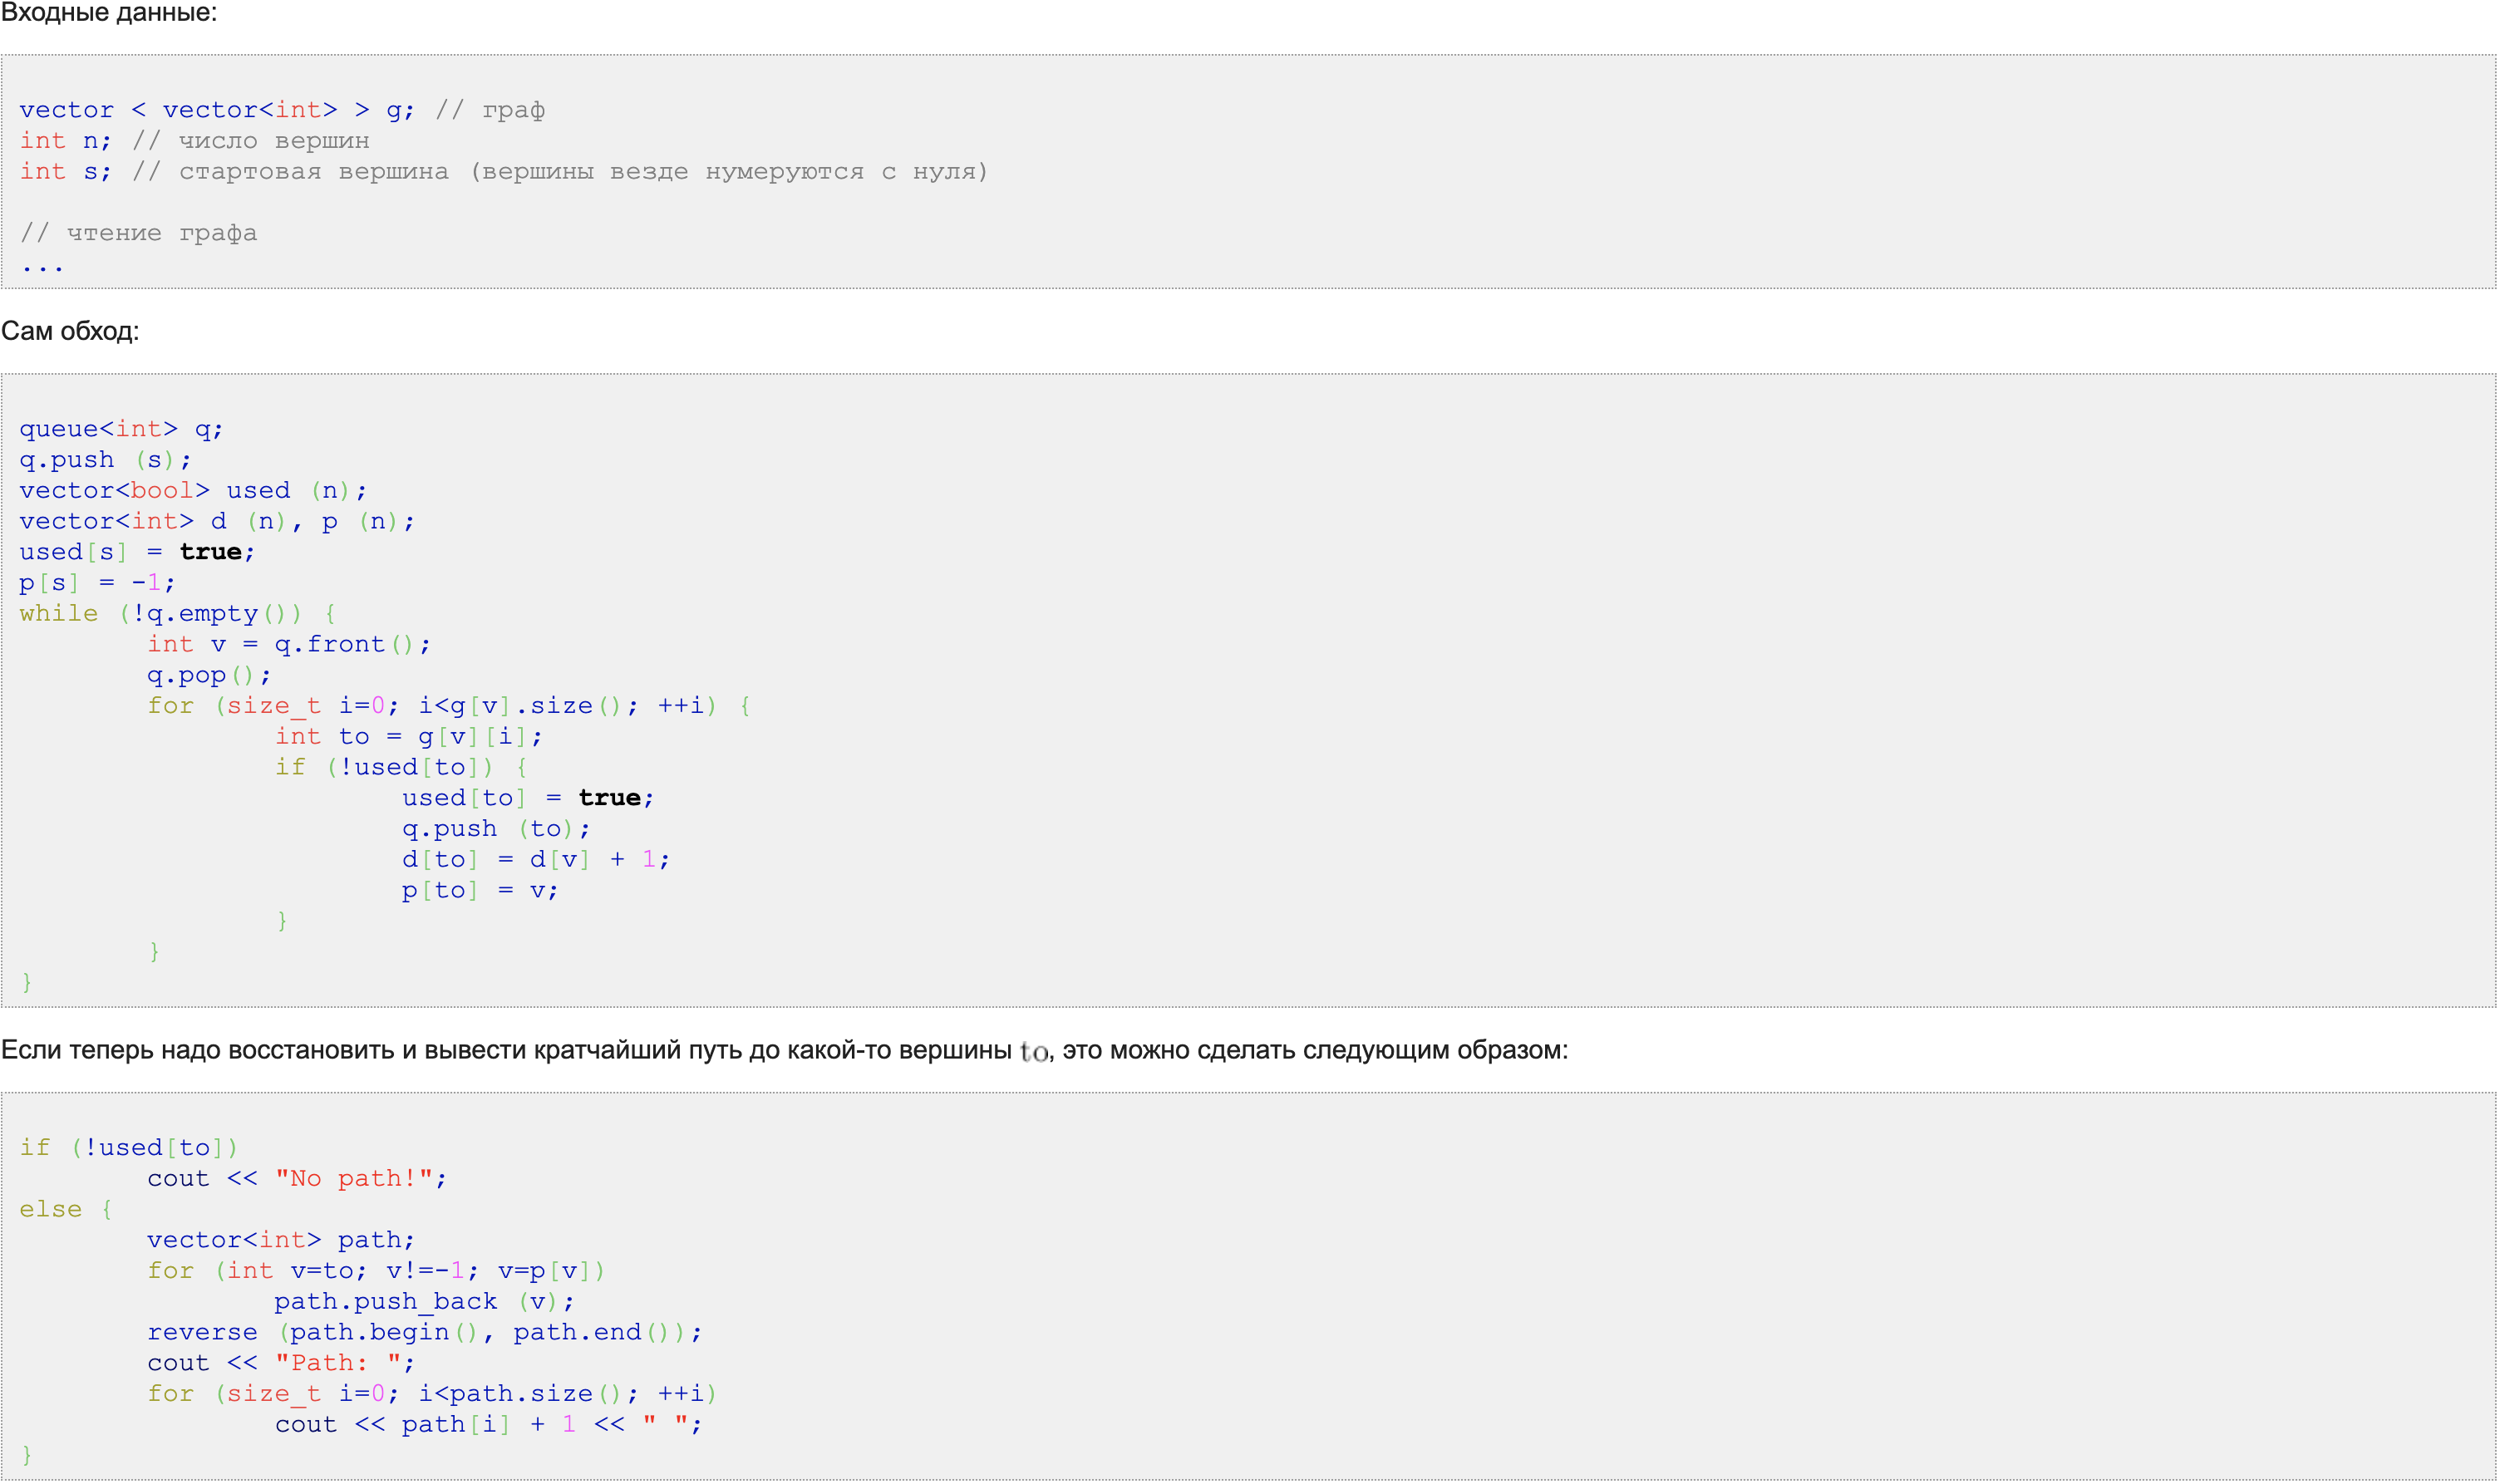 Входные данные:
vector < vector<int> > g; // граф
int n; // число вершин
int s; // стартовая вершина (вершины везде нумеруются с нуля)
// чтение графа
...
Сам обход:
queue<int> q;
q.push (s);
vector<bool> used (n);
vector<int> d (n), p (n);
used[s] = true;
p[s] = -1;
while (!q.empty()) {
	int v = q.front();
	q.pop();
	for (size_t i=0; i<g[v].size(); ++i) {
		int to = g[v][i];
		if (!used[to]) {
			used[to] = true;
			q.push (to);
			d[to] = d[v] + 1;
			p[to] = v;
		}
	}
}
Если теперь надо восстановить и вывести кратчайший путь до какой-то вершины to, это можно сделать следующим образом:
if (!used[to])
	cout << "No path!";
else {
	vector<int> path;
	for (int v=to; v!=-1; v=p[v])
		path.push_back (v);
	reverse (path.begin(), path.end());
	cout << "Path: ";
	for (size_t i=0; i<path.size(); ++i)
		cout << path[i] + 1 << " ";
}